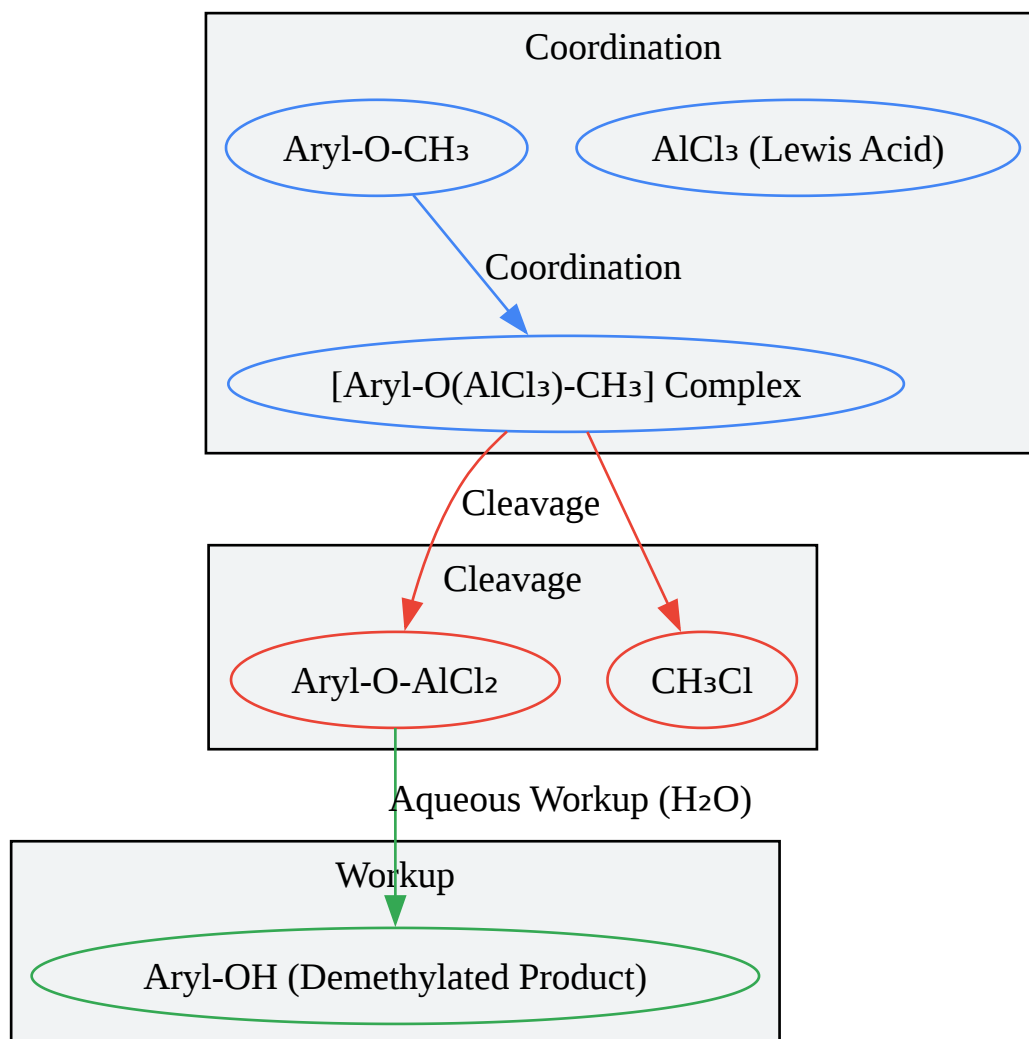 Coordination
Aryl-O-CH₃
AlCl₃ (Lewis Acid)
Coordination
[Aryl-O(AlCl₃)-CH₃] Complex
Cleavage
Cleavage
Aryl-O-AlCl₂
CH₃Cl
Aqueous Workup (H₂O)
Workup
Aryl-OH (Demethylated Product)